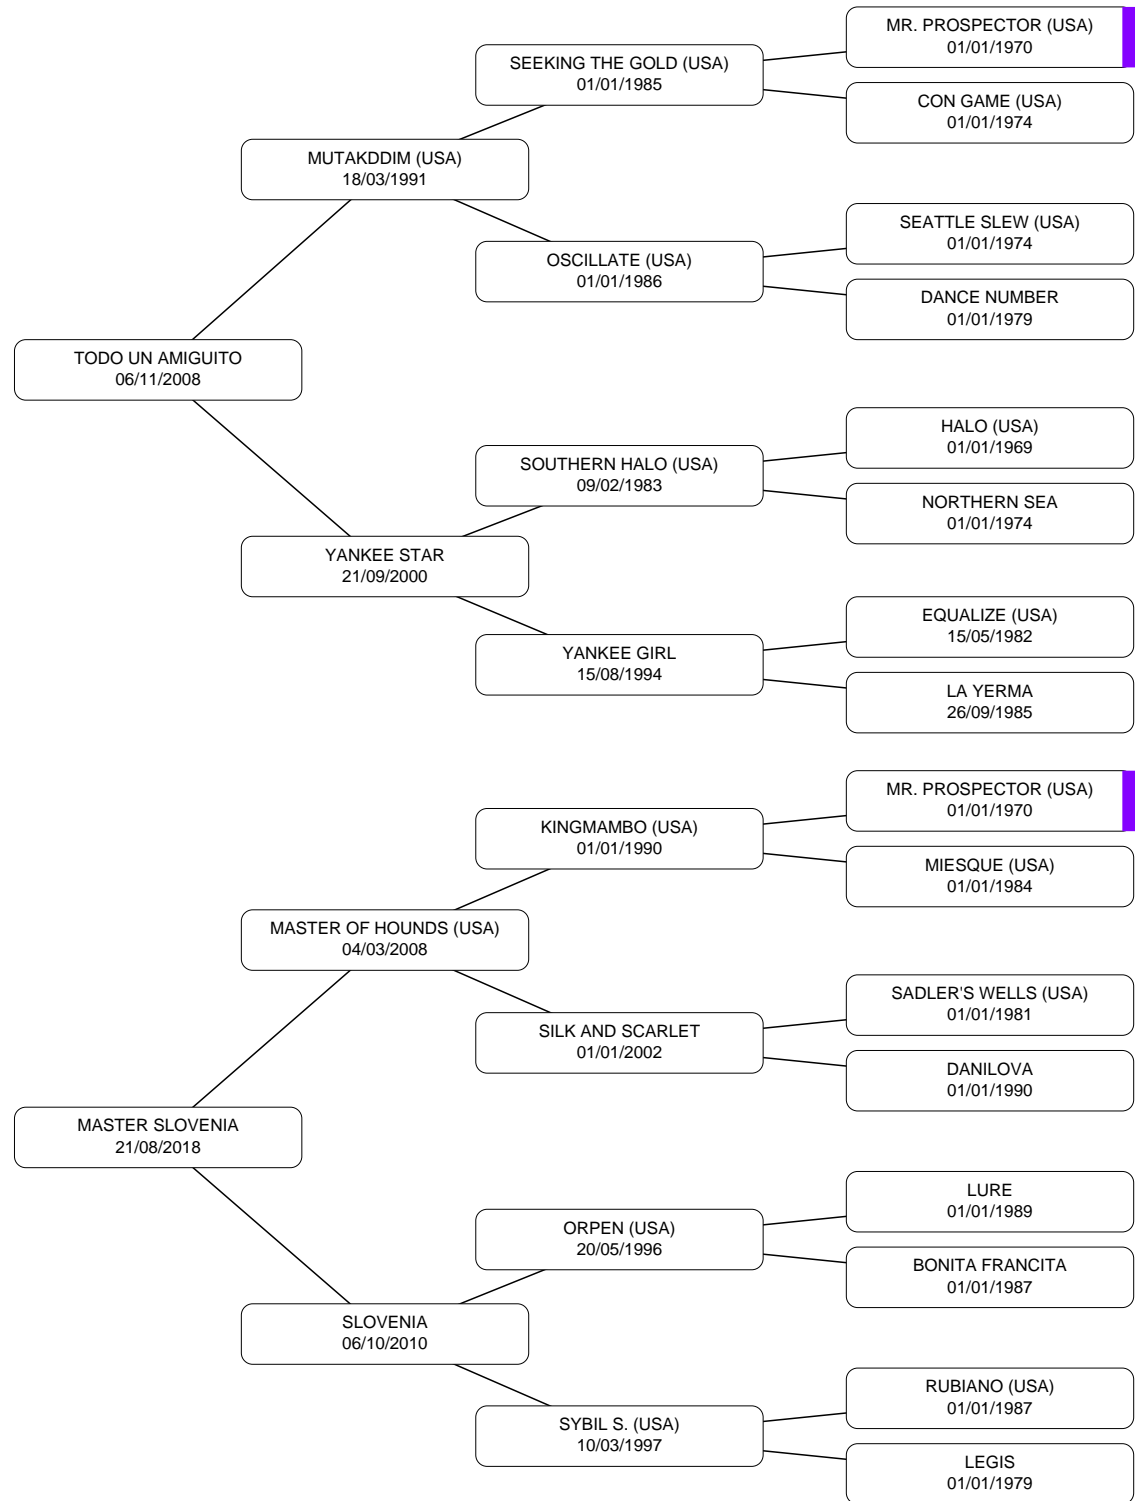 MR. PROSPECTOR (USA)
01/01/1970
SEEKING THE GOLD (USA)
01/01/1985
CON GAME (USA)
01/01/1974
MUTAKDDIM (USA)
18/03/1991
SEATTLE SLEW (USA)
01/01/1974
OSCILLATE (USA)
01/01/1986
DANCE NUMBER
01/01/1979
TODO UN AMIGUITO
06/11/2008
HALO (USA)
01/01/1969
SOUTHERN HALO (USA)
09/02/1983
NORTHERN SEA
01/01/1974
YANKEE STAR
21/09/2000
EQUALIZE (USA)
15/05/1982
YANKEE GIRL
15/08/1994
LA YERMA
26/09/1985
MR. PROSPECTOR (USA)
01/01/1970
KINGMAMBO (USA)
01/01/1990
MIESQUE (USA)
01/01/1984
MASTER OF HOUNDS (USA)
04/03/2008
SADLER'S WELLS (USA)
01/01/1981
SILK AND SCARLET
01/01/2002
DANILOVA
01/01/1990
MASTER SLOVENIA
21/08/2018
LURE
01/01/1989
ORPEN (USA)
20/05/1996
BONITA FRANCITA
01/01/1987
SLOVENIA
06/10/2010
RUBIANO (USA)
01/01/1987
SYBIL S. (USA)
10/03/1997
LEGIS
01/01/1979